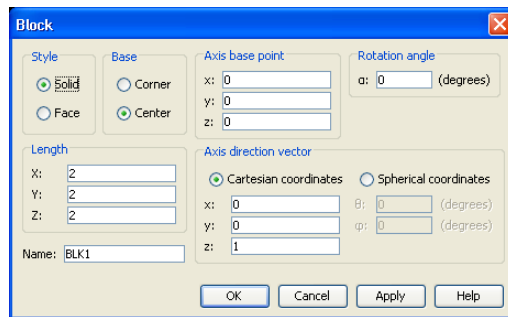 Block
Style
Solid
Face
Base
Corner
Center
Axis base point
x: 0
y: 0
z: 0
Rotation angle
α: 0 (degrees)
Length
X: 2
Y: 2
Z: 2
Name: BLK1
Axis direction vector
Cartesian coordinates
Spherical coordinates
x: 0
y: 0
z: 1
θ: 0 (degrees)
φ: 0 (degrees)
OK
Cancel
Apply
Help